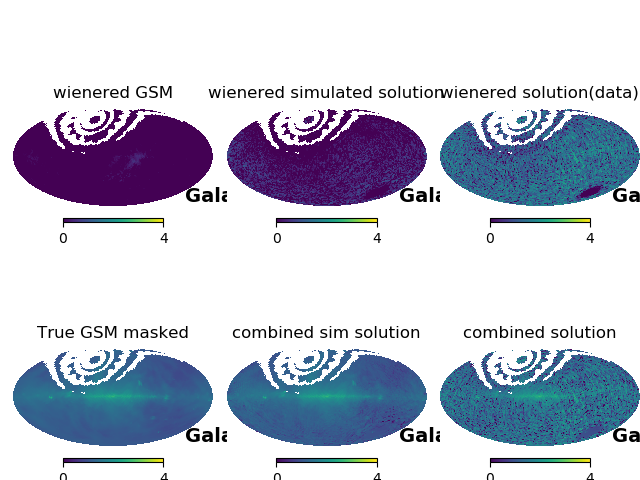 wienered GSM
wienered simulated solution
wienered solution(data)
Gala
Gala
Ga
0 4
0 4
0 4
True GSM masked
combined sim solution
combined solution
Gala
Gala
Ga
0 4
0 4
0 4